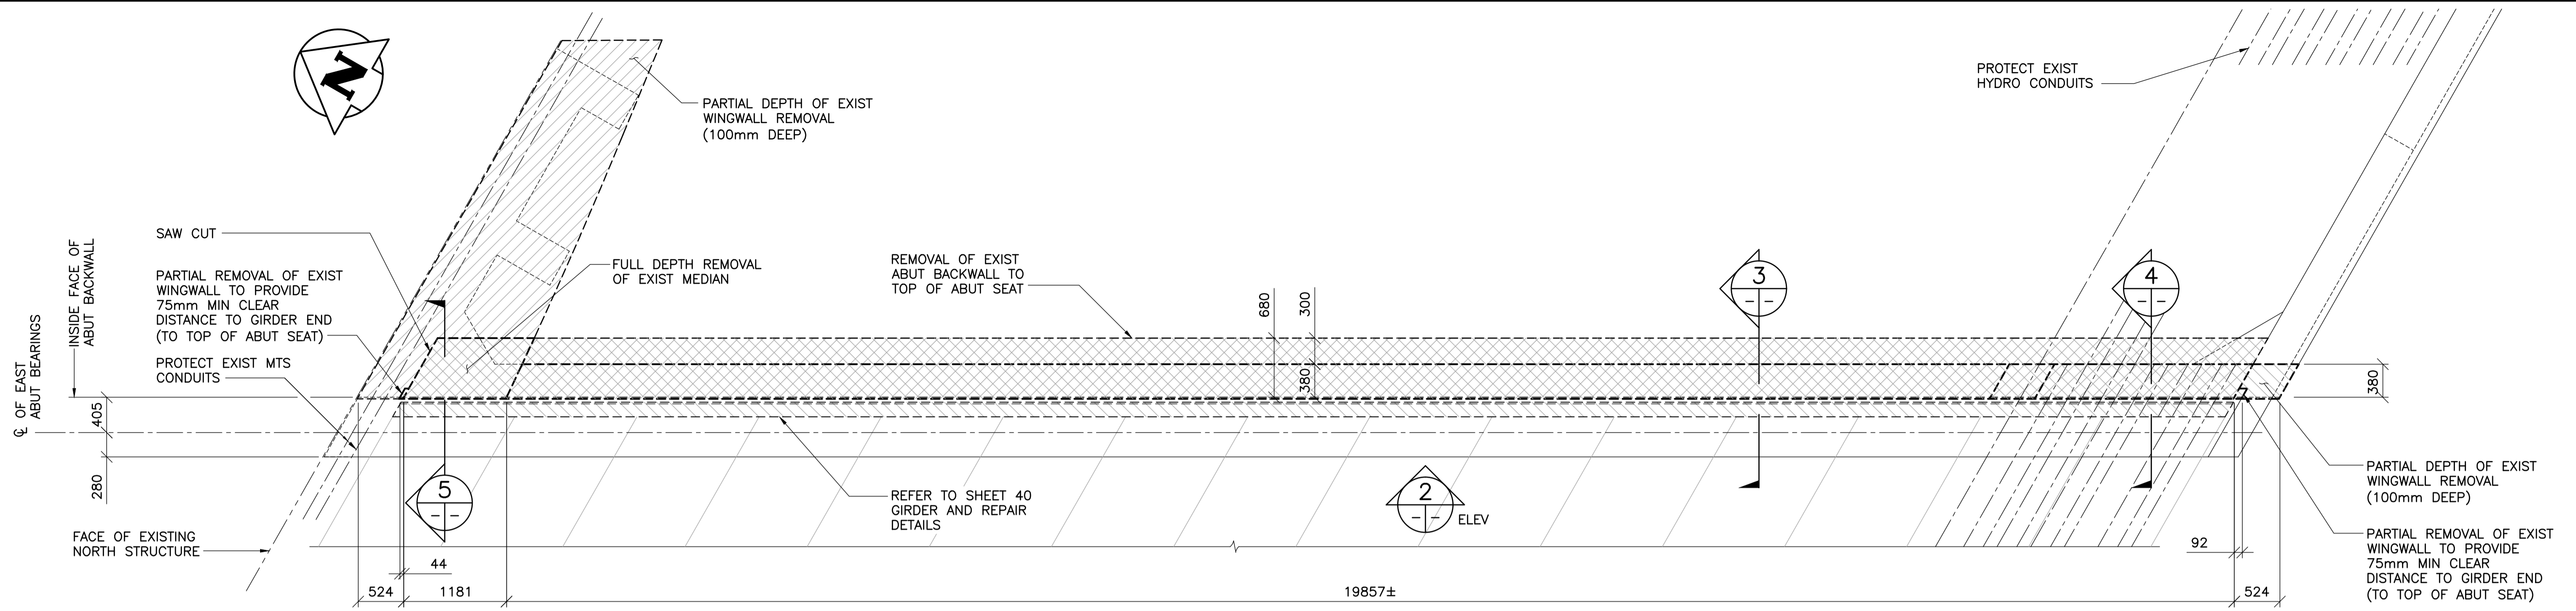 N
PARTIAL DEPTH OF EXIST
WINGWALL REMOVAL
(100mm DEEP)
PROTECT EXIST
HYDRO CONDUITS
SAW CUT
INSIDE FACE OF
ABUT BACKWALL
PARTIAL REMOVAL OF EXIST
WINGWALL TO PROVIDE
75mm MIN CLEAR
DISTANCE TO GIRDER END
(TO TOP OF ABUT SEAT)
PROTECT EXIST MTS
CONDUITS
℄ OF EAST
ABUT BEARINGS
FULL DEPTH REMOVAL
OF EXIST MEDIAN
REMOVAL OF EXIST
ABUT BACKWALL TO
TOP OF ABUT SEAT
680
300
380
3
- -
4
- -
380
405
280
5
- -
REFER TO SHEET 40
GIRDER AND REPAIR
DETAILS
2
- -
ELEV
PARTIAL DEPTH OF EXIST
WINGWALL REMOVAL
(100mm DEEP)
FACE OF EXISTING
NORTH STRUCTURE
PARTIAL REMOVAL OF EXIST
WINGWALL TO PROVIDE
75mm MIN CLEAR
DISTANCE TO GIRDER END
(TO TOP OF ABUT SEAT)
92
44
524
1181
19857±
524